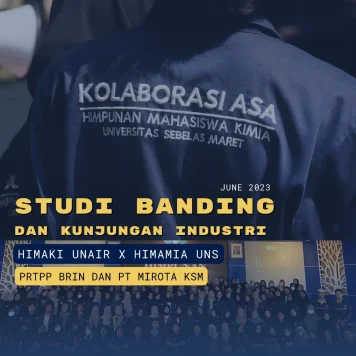 KOLABORASI ASA
HIMPUNAN MAHASISWA KIMIA
UNIVERSITAS SEBELAS MARET
JUNE 2023
STUDI BANDING
DAN KUNJUNGAN INDUSTRI
HIMAKI UNAIR X HIMAMIA UNS
PRTPP BRIN DAN PT MIROTA KSM